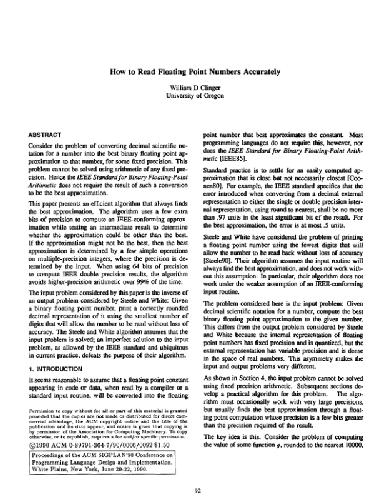 How to Read Floating Point Numbers Accurately
William D Clinger
University of Oregon
ABSTRACT
Consider the problem of converting decimal scientific no-
tation for a number into the best binary floating point ap-
proximation to that number, for some fixed precision. This
problem cannot be solved using arithmetic of any fixed pre-
cision. Hence the IEEE Standard for Binary Floating-Point
Arithmetic does not require the result of such a conversion
to be the best approximation.
This paper presents an efficient algorithm that always finds
the best approximation. The algorithm uses a few extra
bits of precision to compute an IEEE-conforming approx-
imation while testing an intermediate result to determine
whether the approximation could be other than the best.
If the approximation might not be the best, then the best
approximation is determined by a few simple operations
on multiple-precision integers, where the precision is de-
termined by the input. When using 64 bits of precision
to compute IEEE double precision results, the algorithm
avoids higher-precision arithmetic over 99% of the time.
The input problem considered by this paper is the inverse of
an output problem considered by Steele and White: Given
a binary floating point number, print a correctly rounded
decimal representation of it using the smallest number of
digits that will allow the number to be read without loss of
accuracy. The Steele and White algorithm assumes that the
input problem is solved; an imperfect solution to the input
problem, as allowed by the IEEE standard and ubiquitous
in current practice, defeats the purpose of their algorithm.
1. INTRODUCTION
It seems reasonable to assume that a floating point constant
appearing in code or data, when read by a compiler or a
standard input routine, will be converted into the floating
Permission to copy without fee all or part of this material is granted
provided that the copies are not made or distributed for direct com-
mercial advantage, the ACM copyright notice and the title of the
publication and its date appear, and notice is given that copying is
by permission of the Association for Computing Machinery. To copy
otherwise, or to republish, requires a fee and/or specific permission.
©1990 ACM 0-89791-364-7/90/0006/0092 $1.50
Proceedings of the ACM SIGPLAN'90 Conference on
Programming Language Design and Implementation.
White Plains, New York, June 20-22, 1990.
point number that best approximates the constant. Most
programming languages do not require this, however, nor
does the IEEE Standard for Binary Floating-Point Arith-
metic [IEEE85].
Standard practice is to settle for an easily computed ap-
proximation that is close but not necessarily closest [Coo-
nen80]. For example, the IEEE standard specifies that the
error introduced when converting from a decimal external
representation to either the single or double precision inter-
nal representation, using round to nearest, shall be no more
than .97 units in the least significant bit of the result. For
the best approximation, the error is at most .5 units.
Steele and White have considered the problem of printing
a floating point number using the fewest digits that will
allow the number to be read back without loss of accuracy
[Steele90]. Their algorithm assumes the input routine will
always find the best approximation, and does not work with-
out this assumption. In particular, their algorithm does not
work under the weaker assumption of an IEEE-conforming
input routine.
The problem considered here is the input problem: Given
decimal scientific notation for a number, compute the best
binary floating point approximation to the given number.
This differs from the output problem considered by Steele
and White because the internal representation of floating
point numbers has fixed precision and is quantized, but the
external representation has variable precision and is dense
in the space of real numbers. This asymmetry makes the
input and output problems very different.
As shown in Section 4, the input problem cannot be solved
using fixed precision arithmetic. Subsequent sections de-
velop a practical algorithm for this problem. The algo-
rithm must occasionally work with very large precisions,
but usually finds the best approximation through a float-
ing point computation whose precision is a few bits greater
than the precision required of the result.
The key idea is this. Consider the problem of computing
the value of some function g, rounded to the nearest 10000,
92